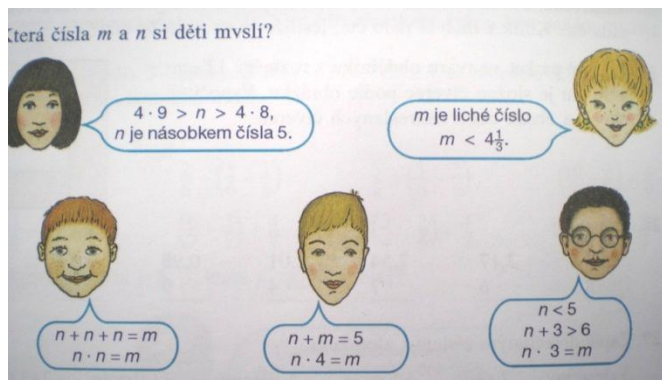 Která čísla m a n si děti myslí?
4 · 9 > n > 4 · 8,
n je násobkem čísla 5.
m je liché číslo
m < 4⅓.
n + n + n = m
n · n = m
n + m = 5
n · 4 = m
n < 5
n + 3 > 6
n · 3 = m